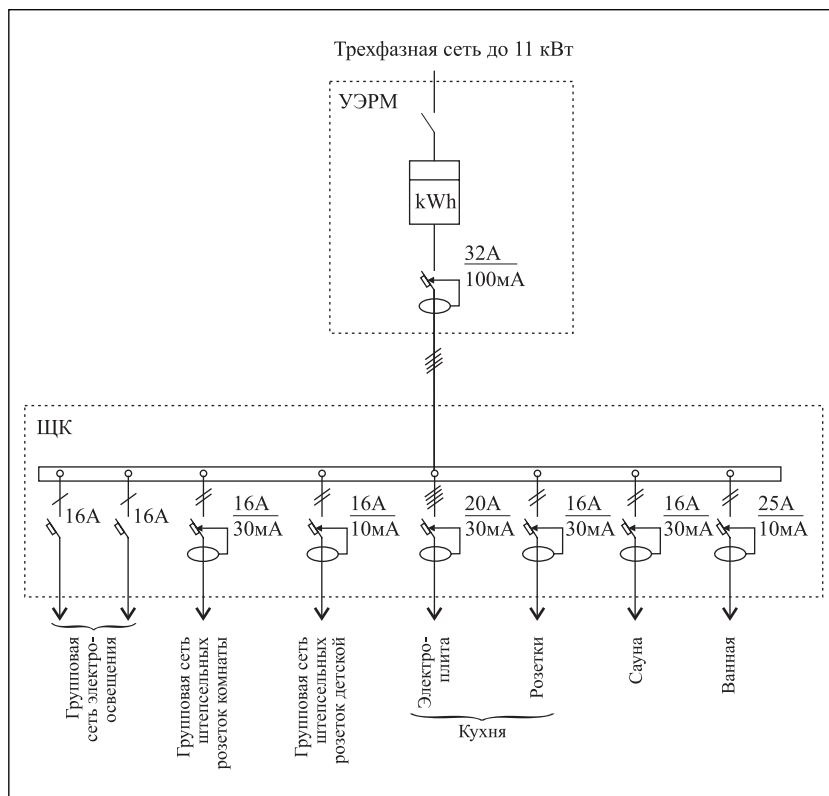 Трехфазная сеть до 11 кВт
УЭРМ
kWh
32А
100мА
ЩК
16А
16А
16А
30мА
16А
10мА
20А
30мА
16А
30мА
16А
30мА
25А
10мА
Групповая
сеть электро-
освещения
Групповая сеть
штепсельных
розеток комнаты
Групповая сеть
штепсельных
розеток детской
Электро-
плита
Розетки
Кухня
Сауна
Ванная